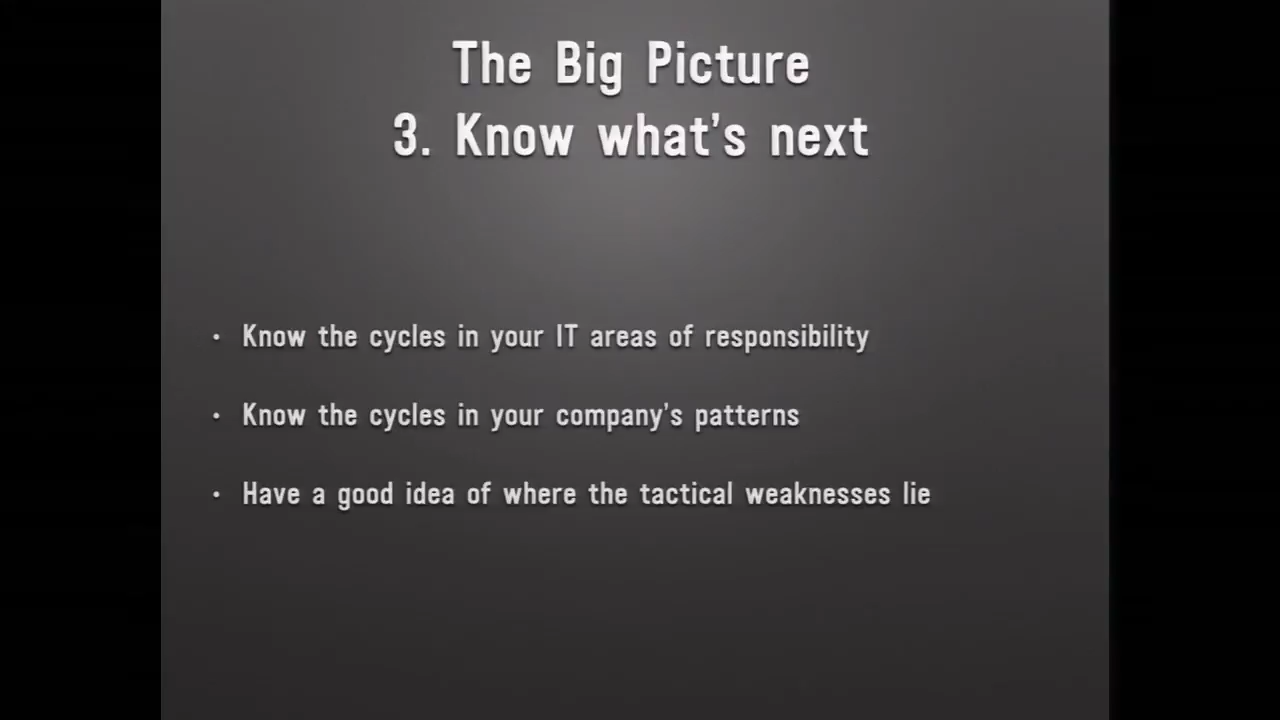 The Big Picture
3. Know what's next
• Know the cycles in your IT areas of responsibility
• Know the cycles in your company's patterns
• Have a good idea of where the tactical weaknesses lie